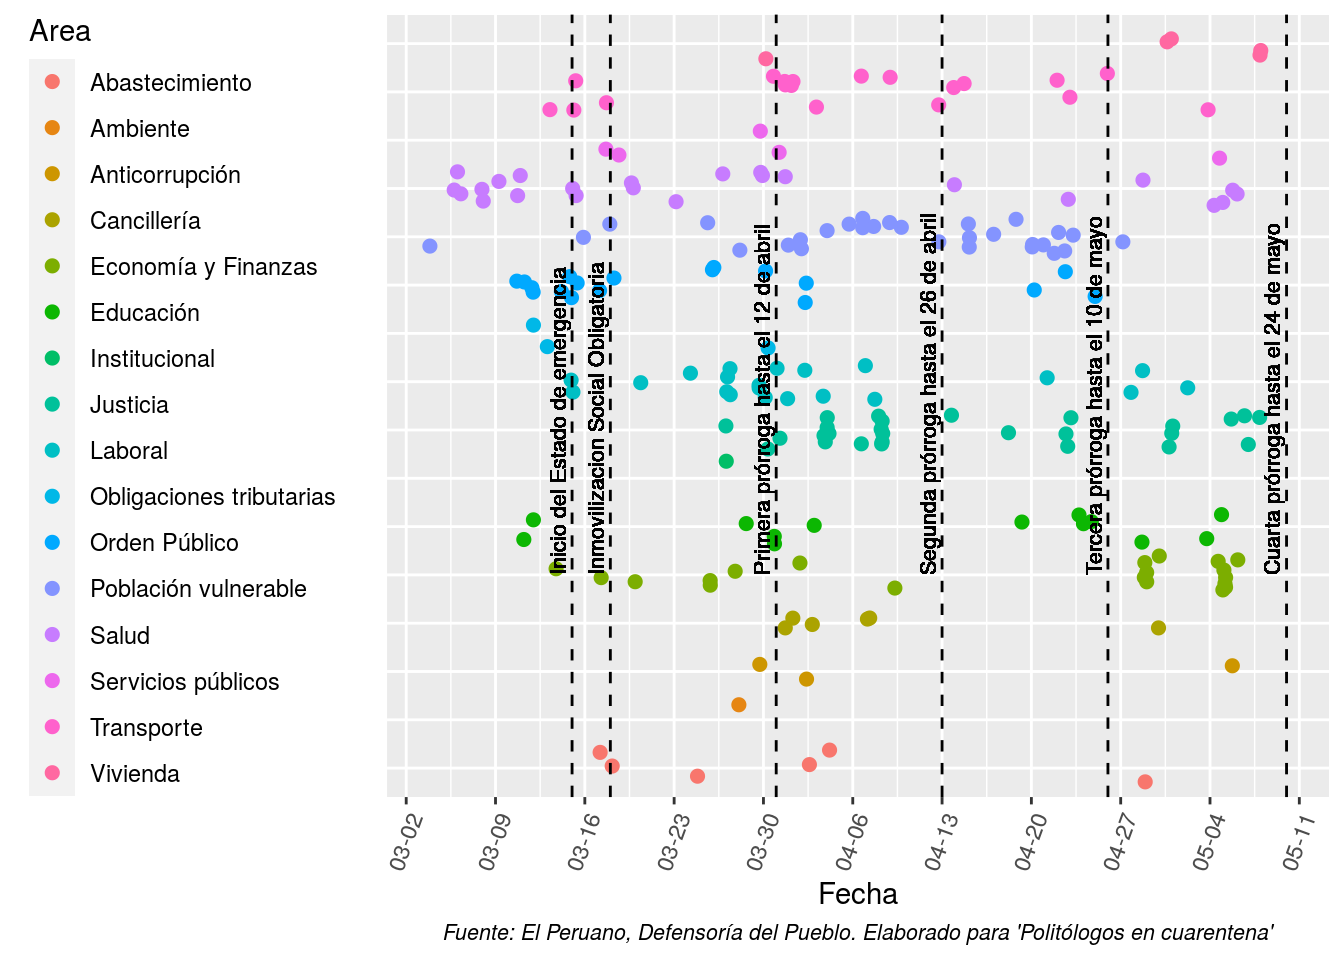 Area
Abastecimiento
Ambiente
Anticorrupción
Cancillería
Economía y Finanzas
Educación
Institucional
Justicia
Laboral
Obligaciones tributarias
Orden Público
Población vulnerable
Salud
Servicios públicos
Transporte
Vivienda
Inicio del Estado de emergencia
Inmovilizacion Social Obligatoria
Primera prórroga hasta el 12 de abril
Segunda prórroga hasta el 26 de abril
Tercera prórroga hasta el 10 de mayo
Cuarta prórroga hasta el 24 de mayo
03-02
03-09
03-16
03-23
03-30
04-06
04-13
04-20
04-27
05-04
05-11
Fecha
Fuente: El Peruano, Defensoría del Pueblo. Elaborado para 'Politólogos en cuarentena'